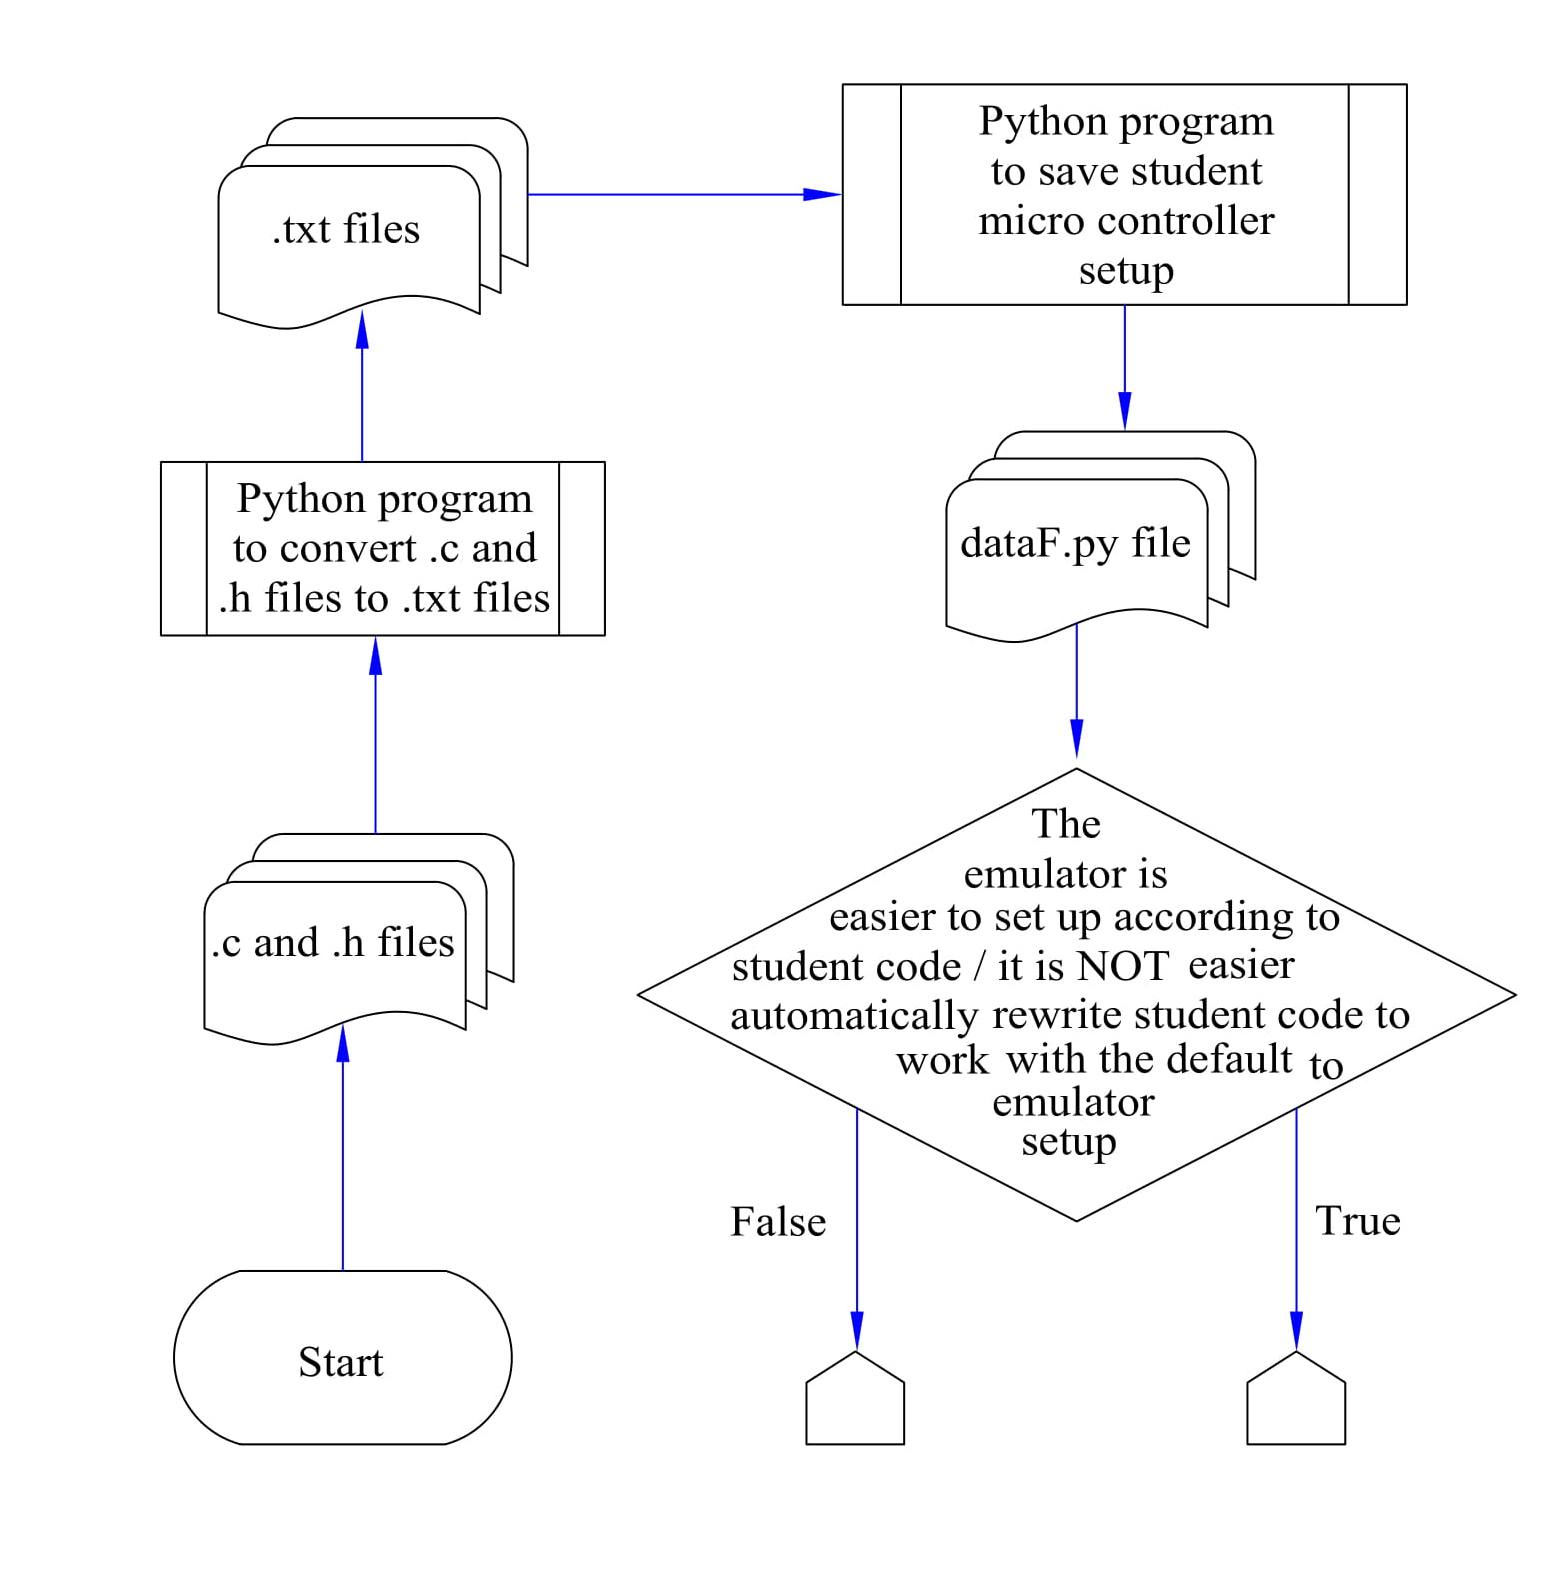 .txt files
Python program
to save student
micro controller
setup
Python program
to convert .c and
.h files to .txt files
dataF.py file
The
emulator is
easier to set up according to
student code / it is NOT easier
automatically rewrite student code to
work with the default to
emulator
setup
.c and .h files
False
True
Start